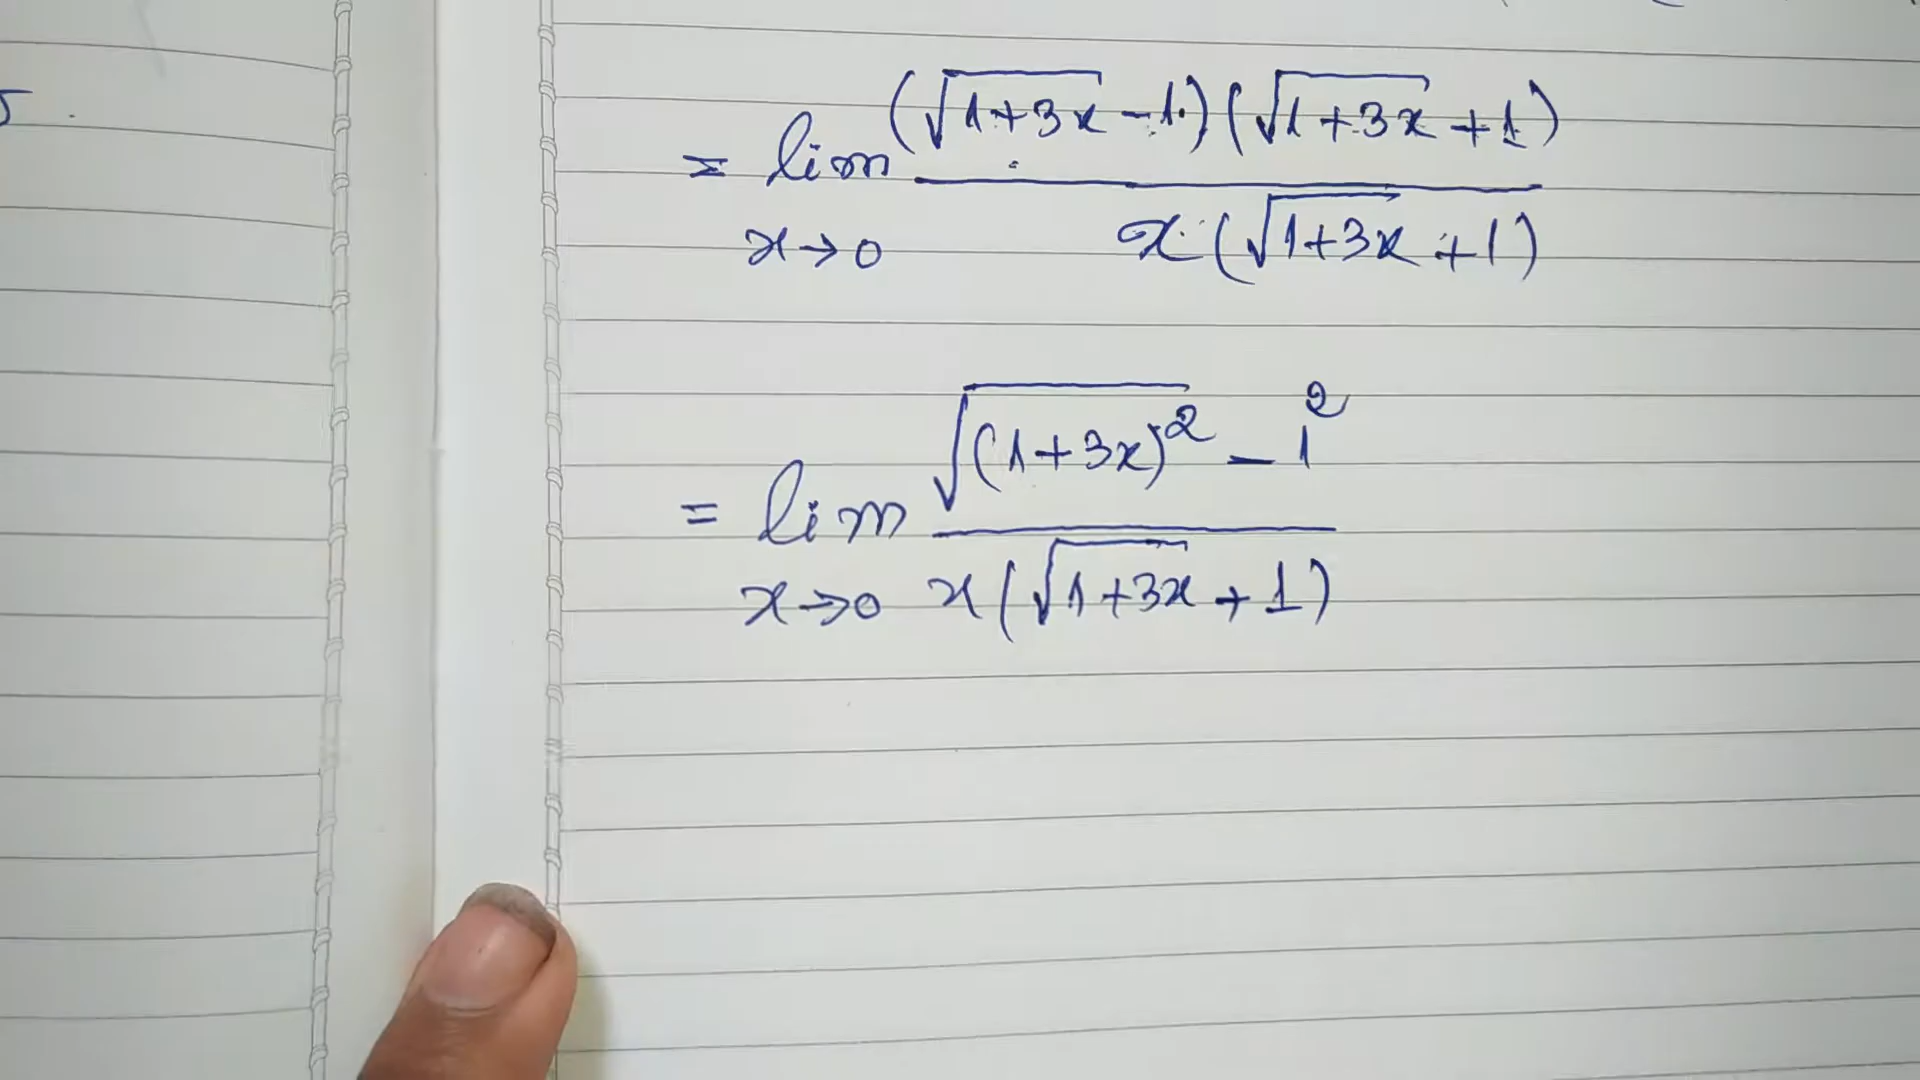 = lim (√1+3x - 1)(√1+3x + 1)
x→0 x(√1+3x + 1)
= lim √(1+3x)² - 1²
x→0 x(√1+3x + 1)